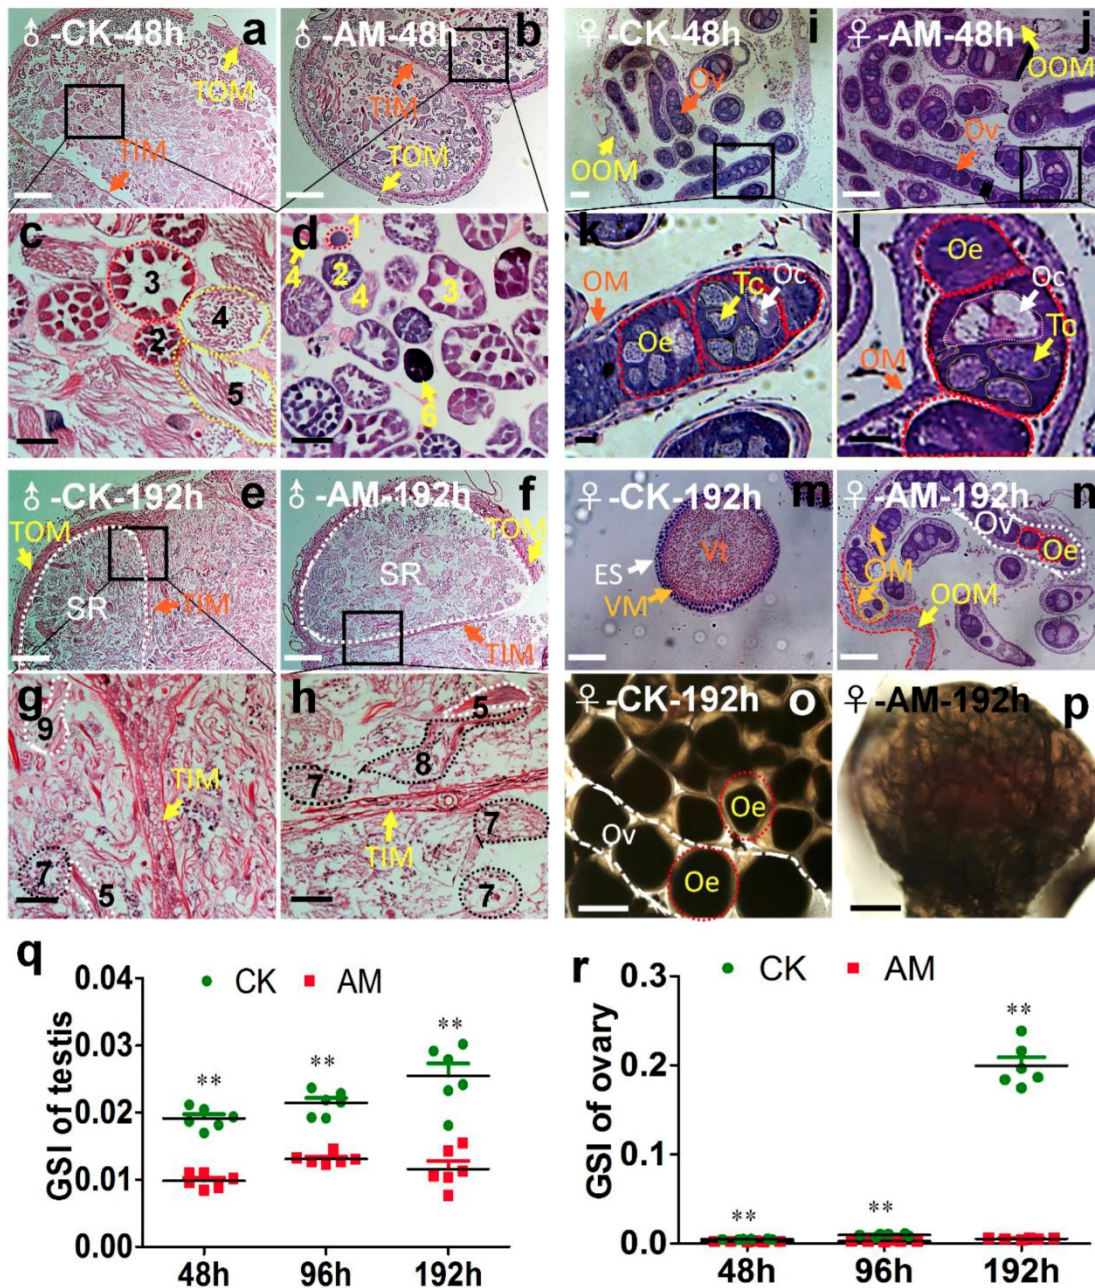 ♂-CK-48h a
TOM
TIM
♂-AM-48h b
TIM
TOM
♀-CK-48h i
Ov
OOM
♀-AM-48h j
OOM
Ov
c
3
2
4
5
d
1
4
2
4
3
6
k
OM
Tc
Oc
Oe
l
Oe
Oc
Tc
OM
♂-CK-192h e
TOM
SR
TIM
♂-AM-192h f
TOM
SR
TIM
♀-CK-192h m
Vt
ES
VM
♀-AM-192h n
Ov
Oe
OM
OOM
g
9
TIM
7
5
h
5
8
7
7
TIM
7
♀-CK-192h o
Oe
Ov
Oe
♀-AM-192h p
q
CK AM
GSI of testis
0.04
0.03
0.02
0.01
0.00
**
**
**
48h 96h 192h
r
CK AM
GSI of ovary
0.3
0.2
0.1
0.0
**
**
**
48h 96h 192h